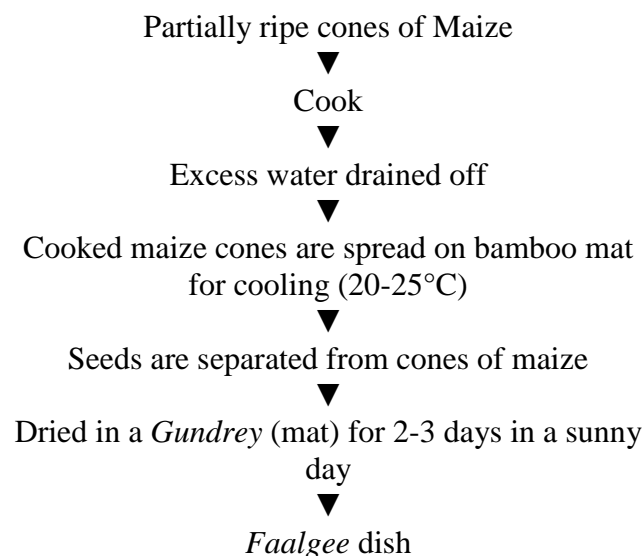 Partially ripe cones of Maize
▼
Cook
▼
Excess water drained off
▼
Cooked maize cones are spread on bamboo mat
for cooling (20-25°C)
▼
Seeds are separated from cones of maize
▼
Dried in a Gundrey (mat) for 2-3 days in a sunny
day
▼
Faalgee dish